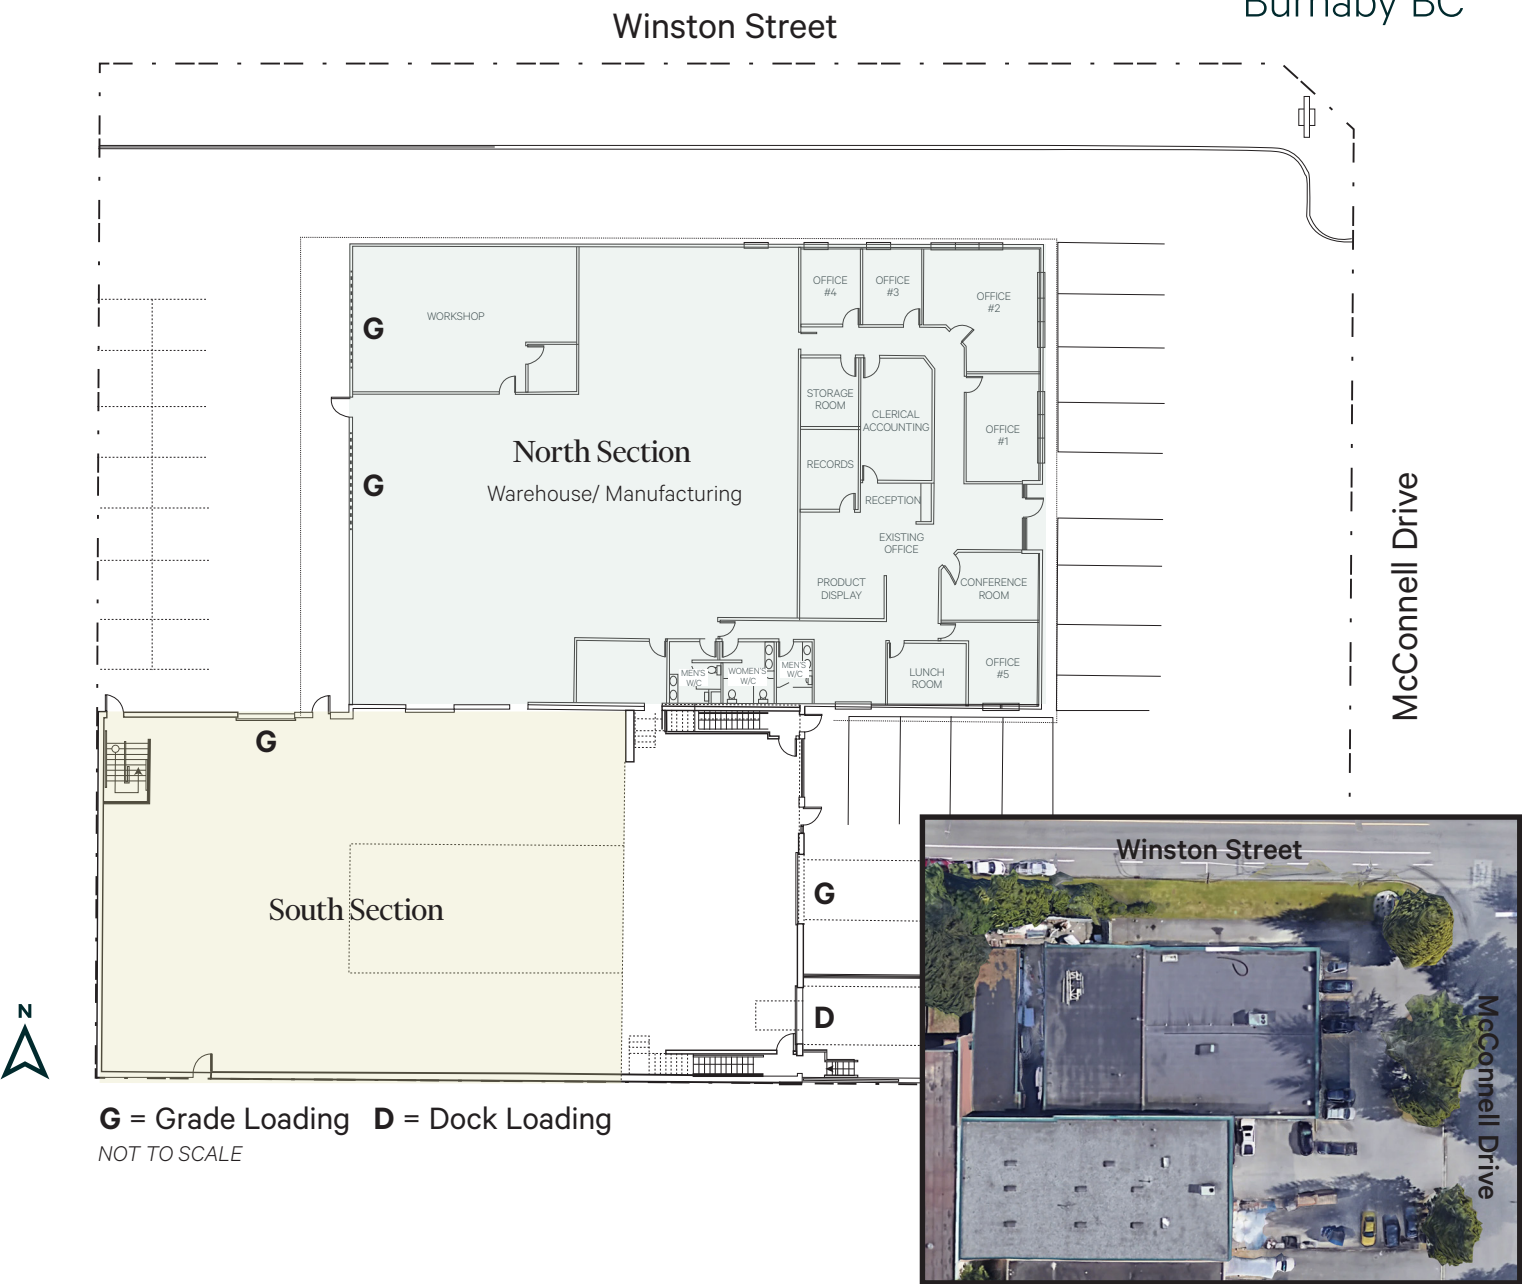 Burnaby BC
Winston Street
OFFICE
#4
OFFICE
#3
OFFICE
#2
WORKSHOP
G
STORAGE
ROOM
CLERICAL
ACCOUNTING
OFFICE
#1
North Section
Warehouse/ Manufacturing
G
RECORDS
RECEPTION
EXISTING
OFFICE
PRODUCT
DISPLAY
CONFERENCE
ROOM
MEN'S
W/C
WOMEN'S
W/C
MEN'S
W/C
LUNCH
ROOM
OFFICE
#5
McConnell Drive
G
South Section
G
D
N
G = Grade Loading D = Dock Loading
NOT TO SCALE
Winston Street
McConnell Drive